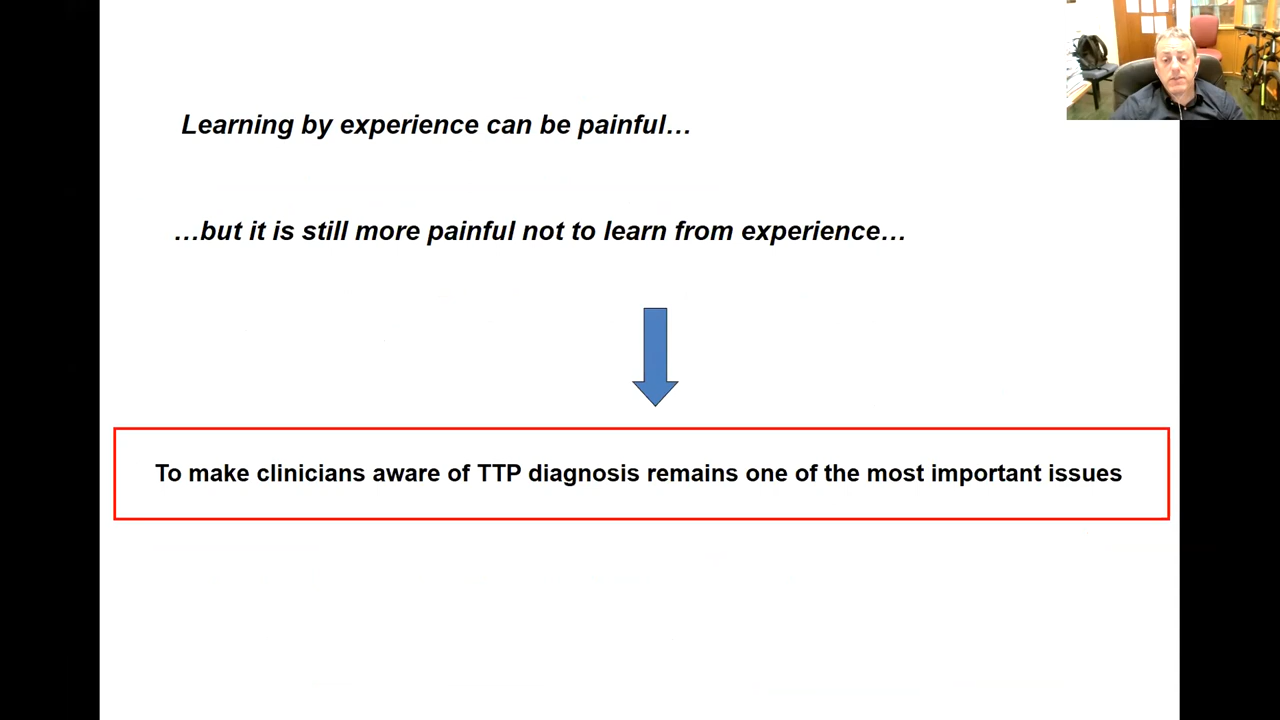 Learning by experience can be painful…
…but it is still more painful not to learn from experience…
To make clinicians aware of TTP diagnosis remains one of the most important issues